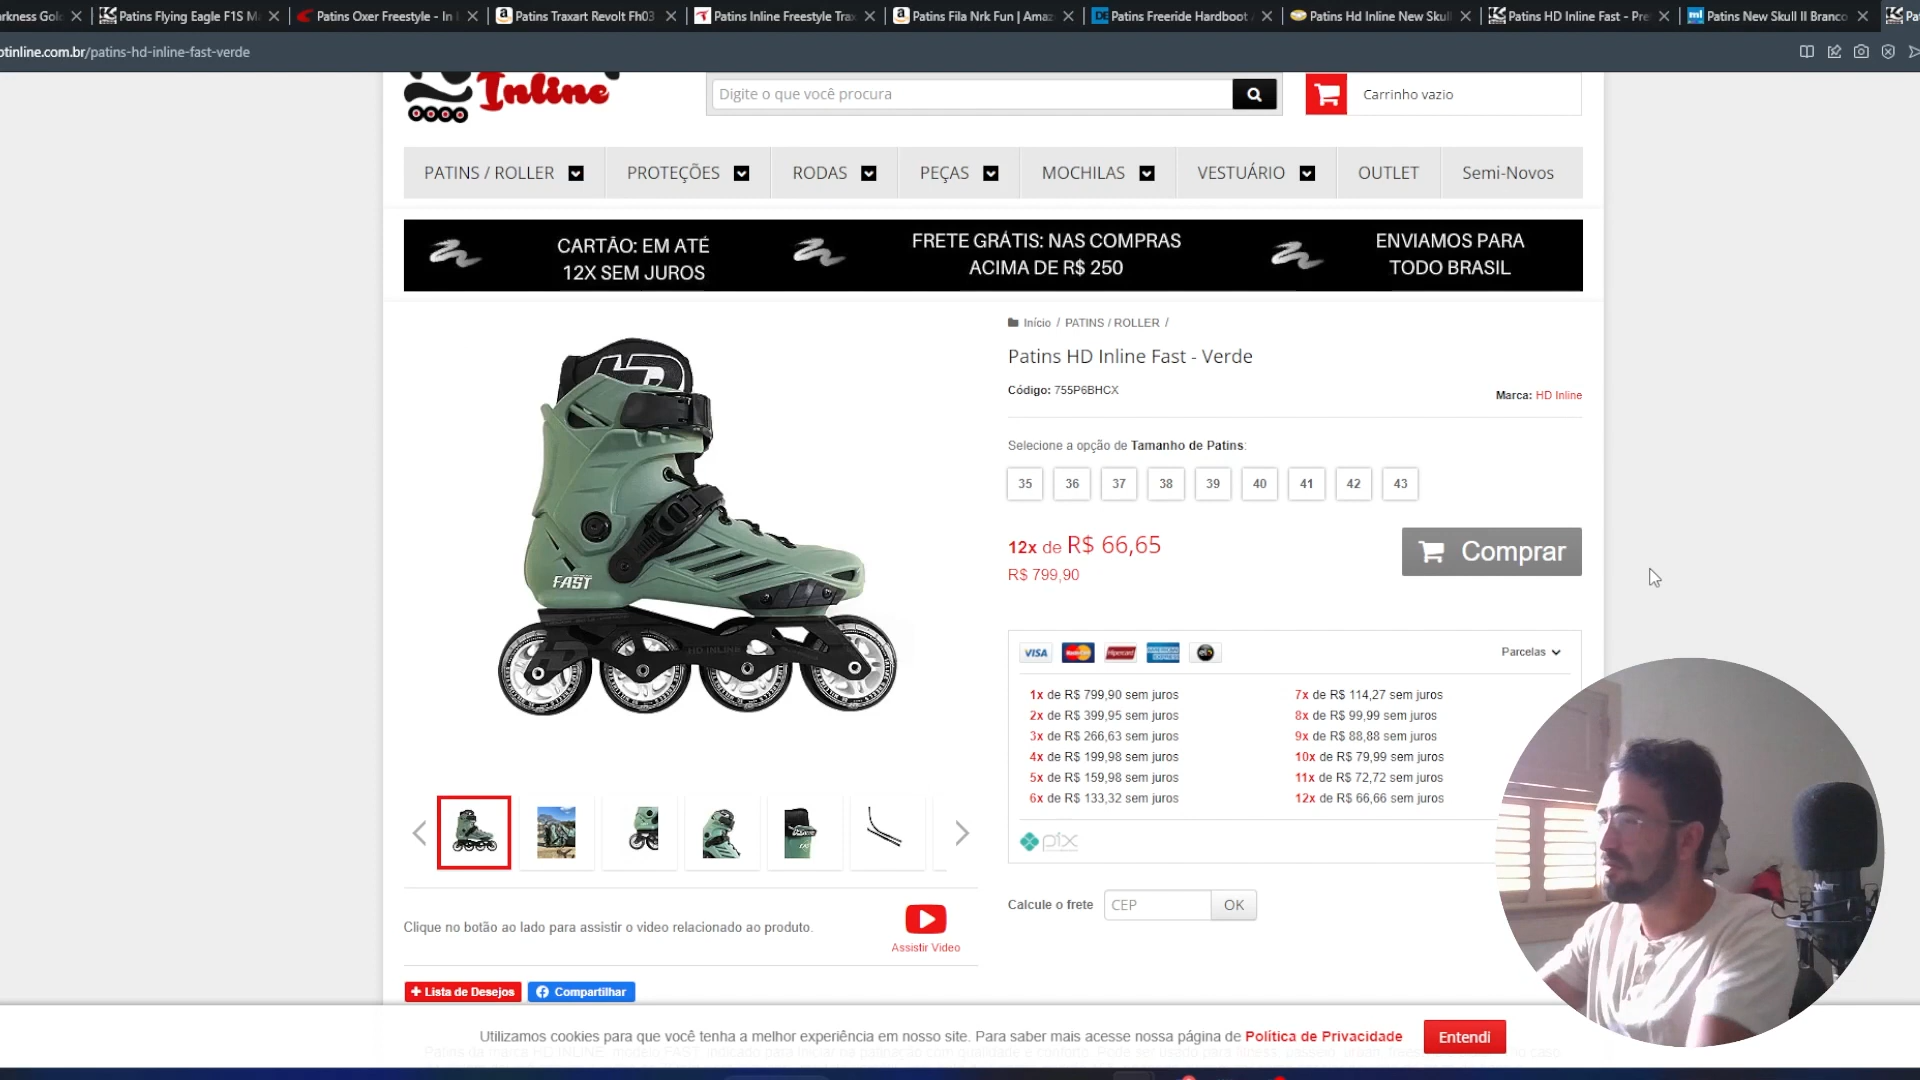 Patins Flying Eagle F1S M
Patins Oxer Freestyle - In
Patins Traxart Revolt Fh03
Patins Inline Freestyle Trax
Patins Fila Nrk Fun | Amaz
Patins Freeride Hardboot
Patins Hd Inline New Skull
Patins HD Inline Fast - Pre
Patins New Skull II Branco
otinline.com.br/patins-hd-inline-fast-verde
Inline
Digite o que você procura
Carrinho vazio
PATINS / ROLLER
PROTEÇÕES
RODAS
PEÇAS
MOCHILAS
VESTUÁRIO
OUTLET
Semi-Novos
CARTÃO: EM ATÉ
12X SEM JUROS
FRETE GRÁTIS: NAS COMPRAS
ACIMA DE R$ 250
ENVIAMOS PARA
TODO BRASIL
Início / PATINS / ROLLER /
Patins HD Inline Fast - Verde
Código: 755P6BHCX
Marca: HD Inline
Selecione a opção de Tamanho de Patins:
35 36 37 38 39 40 41 42 43
12x de R$ 66,65
R$ 799,90
Comprar
FAST
VISA MasterCard Hipercard AMERICAN EXPRESS
Parcelas
1x de R$ 799,90 sem juros
2x de R$ 399,95 sem juros
3x de R$ 266,63 sem juros
4x de R$ 199,98 sem juros
5x de R$ 159,98 sem juros
6x de R$ 133,32 sem juros
7x de R$ 114,27 sem juros
8x de R$ 99,99 sem juros
9x de R$ 88,88 sem juros
10x de R$ 79,99 sem juros
11x de R$ 72,72 sem juros
12x de R$ 66,66 sem juros
pix
Calcule o frete CEP OK
Clique no botão ao lado para assistir o video relacionado ao produto.
Assistir Video
Lista de Desejos
Compartilhar
Utilizamos cookies para que você tenha a melhor experiência em nosso site. Para saber mais acesse nossa página de Política de Privacidade
Entendi